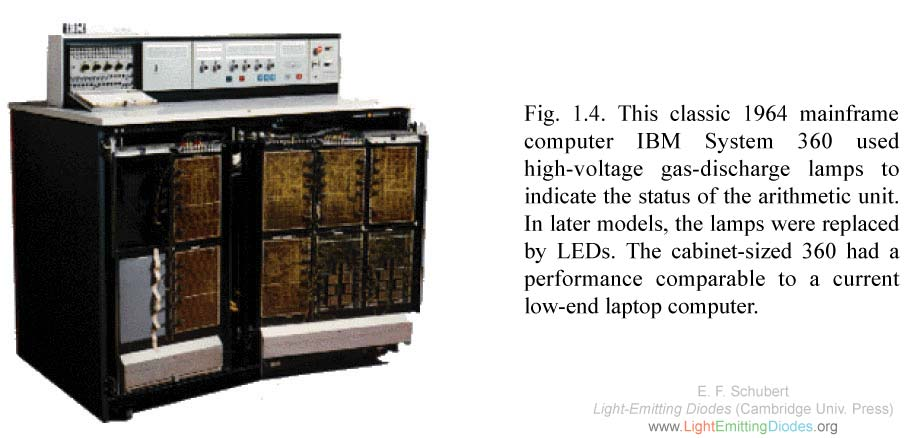 Fig. 1.4. This classic 1964 mainframe
computer IBM System 360 used
high-voltage gas-discharge lamps to
indicate the status of the arithmetic unit.
In later models, the lamps were replaced
by LEDs. The cabinet-sized 360 had a
performance comparable to a current
low-end laptop computer.
E. F. Schubert
Light-Emitting Diodes (Cambridge Univ. Press)
www.LightEmittingDiodes.org